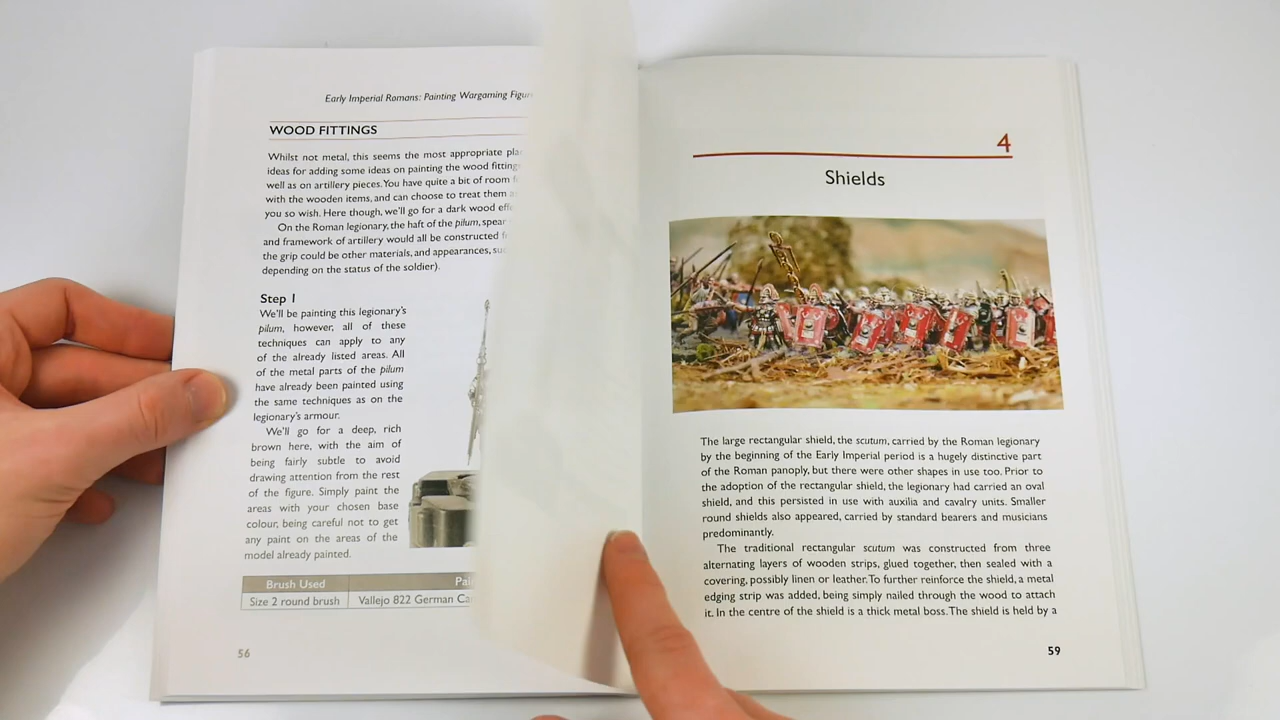 Early Imperial Romans: Painting Wargaming
WOOD FITTINGS
Whilst not metal, this seems the most appropriate
ideas for adding some ideas on painting the wood
well as on artillery pieces. You have quite a bit of room
with the wooden items, and can choose to treat them
you so wish. Here though, we'll go for a dark wood
On the Roman legionary, the haft of the pilum, spear
and framework of artillery would all be constructed
the grip could be other materials, and appearances,
depending on the status of the soldier).
Step 1
We'll be painting this legionary's
pilum, however, all of these
techniques can apply to any
of the already listed areas. All
of the metal parts of the pilum
have already been painted using
the same techniques as on the
legionary's armour.
We'll go for a deep, rich
brown here, with the aim of
being fairly subtle to avoid
drawing attention from the rest
of the figure. Simply paint the
areas with your chosen base
colour, being careful not to get
any paint on the areas of the
model already painted.
Brush Used
Size 2 round brush Vallejo 822 German
56
4
Shields
The large rectangular shield, the scutum, carried by the Roman legionary
by the beginning of the Early Imperial period is a hugely distinctive part
of the Roman panoply, but there were other shapes in use too. Prior to
the adoption of the rectangular shield, the legionary had carried an oval
shield, and this persisted in use with auxilia and cavalry units. Smaller
round shields also appeared, carried by standard bearers and musicians
predominantly.
The traditional rectangular scutum was constructed from three
alternating layers of wooden strips, glued together, then sealed with a
covering, possibly linen or leather. To further reinforce the shield, a metal
edging strip was added, being simply nailed through the wood to attach
it. In the centre of the shield is a thick metal boss. The shield is held by a
59